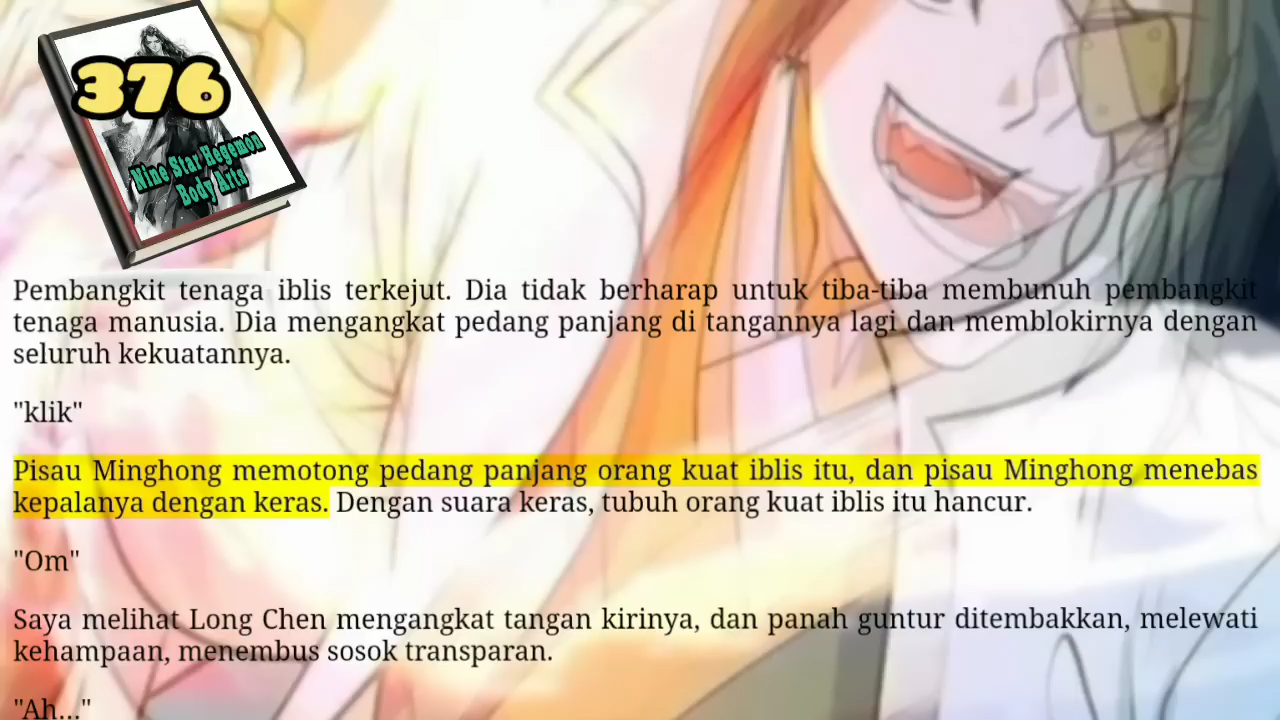 376
Nine Star Hegemon
Body Arts
Pembangkit tenaga iblis terkejut. Dia tidak berharap untuk tiba-tiba membunuh pembangkit
tenaga manusia. Dia mengangkat pedang panjang di tangannya lagi dan memblokirnya dengan
seluruh kekuatannya.
"klik"
Pisau Minghong memotong pedang panjang orang kuat iblis itu, dan pisau Minghong menebas
kepalanya dengan keras. Dengan suara keras, tubuh orang kuat iblis itu hancur.
"Om"
Saya melihat Long Chen mengangkat tangan kirinya, dan panah guntur ditembakkan, melewati
kehampaan, menembus sosok transparan.
"Ah..."